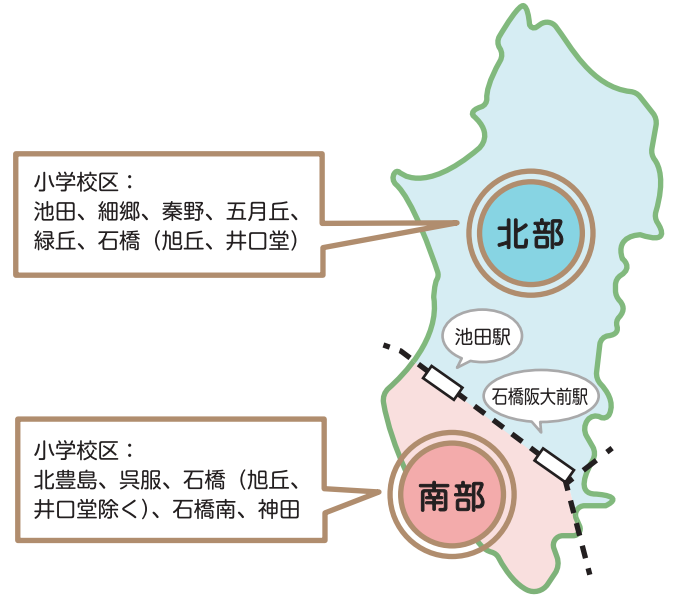 小学校区：
池田、細郷、秦野、五月丘、
緑丘、石橋（旭丘、井口堂）
北部
池田駅
石橋阪大前駅
小学校区：
北豊島、呉服、石橋（旭丘、
井口堂除く）、石橋南、神田
南部